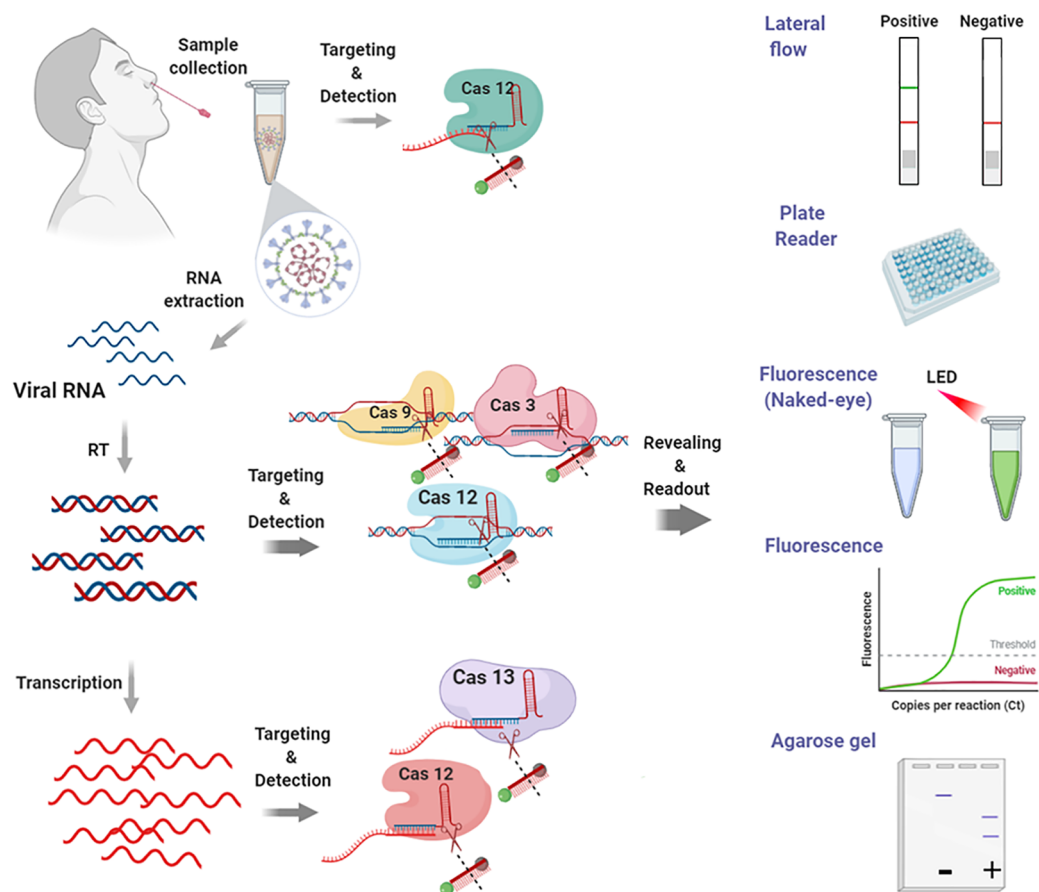 Sample
collection
Targeting
&
Detection
Cas 12
RNA
extraction
Viral RNA
RT
Targeting
&
Detection
Cas 9
Cas 3
Cas 12
Revealing
&
Readout
Transcription
Targeting
&
Detection
Cas 13
Cas 12
Lateral
flow
Positive
Negative
Plate
Reader
Fluorescence
(Naked-eye)
LED
Fluorescence
Fluorescence
Positive
Threshold
Negative
Copies per reaction (Ct)
Agarose gel
-
+